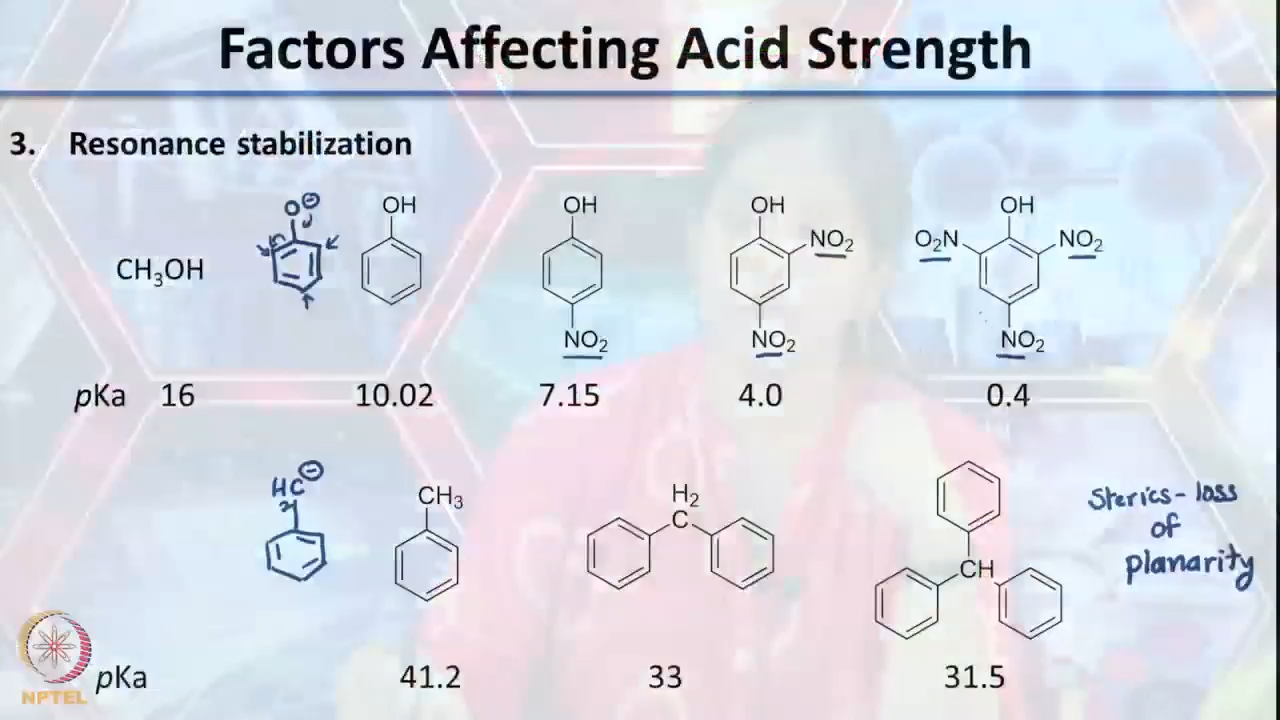 Factors Affecting Acid Strength
3. Resonance stabilization
O⊖
OH
OH
OH
OH
CH₃OH
NO₂
O₂N
NO₂
NO₂
NO₂
NO₂
pKa 16 10.02 7.15 4.0 0.4
H₂C⊖
CH₃
H₂
C
CH
Sterics - loss
of
planarity
pKa 41.2 33 31.5
NPTEL